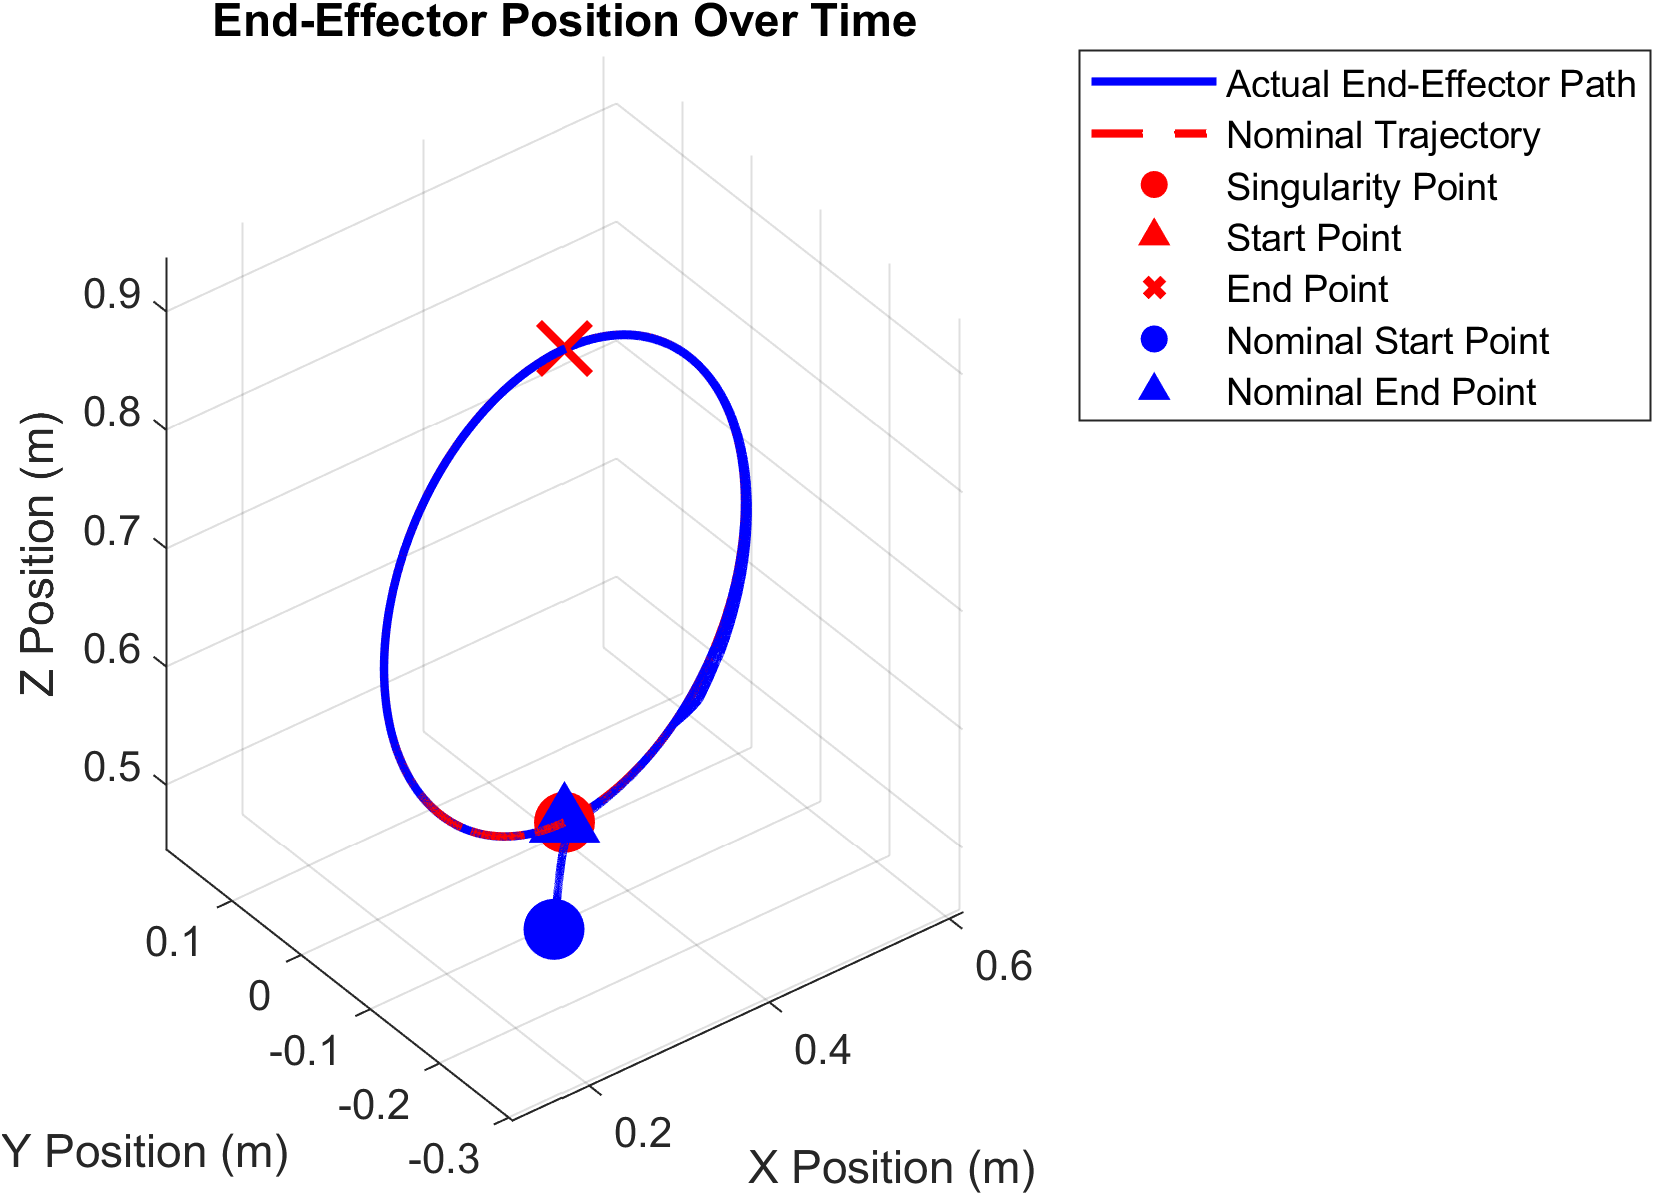 End-Effector Position Over Time
Actual End-Effector Path
Nominal Trajectory
Singularity Point
Start Point
End Point
Nominal Start Point
Nominal End Point
Z Position (m)
0.9
0.8
0.7
0.6
0.5
0.1
0
-0.1
-0.2
-0.3
Y Position (m)
0.2
0.4
0.6
X Position (m)